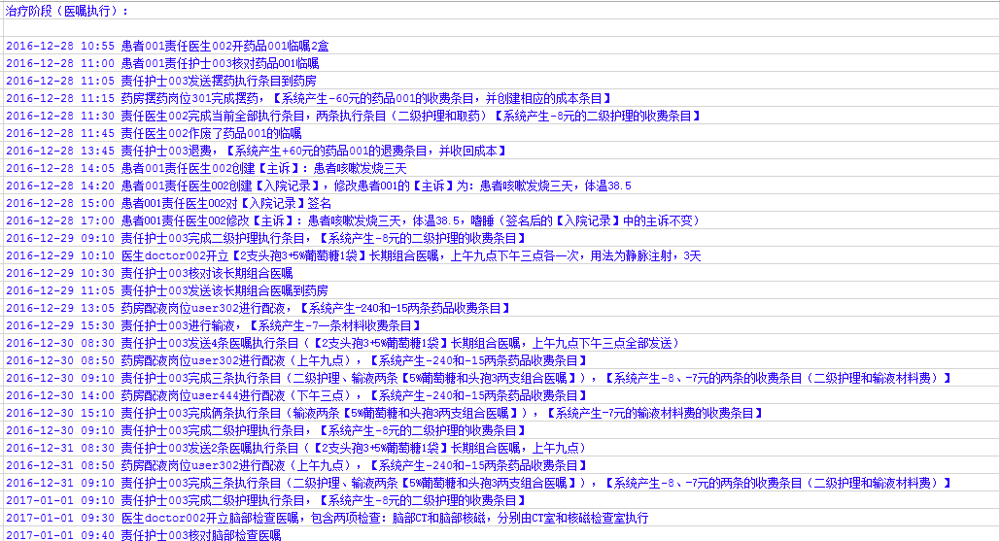 治疗阶段（医嘱执行）：
2016-12-28 10:55 患者001责任医生002开药品001临嘱2盒
2016-12-28 11:00 患者001责任护士003核对药品001临嘱
2016-12-28 11:05 责任护士003发送摆药执行条目到药房
2016-12-28 11:15 药房摆药岗位301完成摆药，【系统产生-60元的药品001的收费条目，并创建相应的成本条目】
2016-12-28 11:30 责任医生002完成当前全部执行条目，两条执行条目（二级护理和取药）【系统产生-8元的二级护理的收费条目】
2016-12-28 11:45 责任医生002作废了药品001的临嘱
2016-12-28 13:45 责任护士003退费，【系统产生+60元的药品001的退费条目，并收回成本】
2016-12-28 14:05 患者001责任医生002创建【主诉】：患者咳嗽发烧三天
2016-12-28 14:20 患者001责任医生002创建【入院记录】，修改患者001的【主诉】为：患者咳嗽发烧三天，体温38.5
2016-12-28 15:00 患者001责任医生002对【入院记录】签名
2016-12-28 17:00 患者001责任医生002修改【主诉】：患者咳嗽发烧三天，体温38.5，嗜睡（签名后的【入院记录】中的主诉不变）
2016-12-29 09:10 责任护士003完成二级护理执行条目，【系统产生-8元的二级护理的收费条目】
2016-12-29 10:10 医生doctor002开立【2支头孢3+5%葡萄糖1袋】长期组合医嘱，上午九点下午三点各一次，用法为静脉注射，3天
2016-12-29 10:30 责任护士003核对该长期组合医嘱
2016-12-29 11:05 责任护士003发送该长期组合医嘱到药房
2016-12-29 13:05 药房配液岗位user302进行配液，【系统产生-240和-15两条药品收费条目】
2016-12-29 15:30 责任护士003进行输液，【系统产生-7一条材料收费条目】
2016-12-30 08:30 责任护士003发送4条医嘱执行条目（【2支头孢3+5%葡萄糖1袋】长期组合医嘱，上午九点下午三点全部发送）
2016-12-30 08:50 药房配液岗位user302进行配液（上午九点），【系统产生-240和-15两条药品收费条目】
2016-12-30 09:10 责任护士003完成三条执行条目（二级护理、输液两条【5%葡萄糖和头孢3两支组合医嘱】），【系统产生-8、-7元的两条的收费条目（二级护理和输液材料费）】
2016-12-30 14:00 药房配液岗位user444进行配液（下午三点），【系统产生-240和-15两条药品收费条目】
2016-12-30 15:10 责任护士003完成俩条执行条目（输液两条【5%葡萄糖和头孢3两支组合医嘱】），【系统产生-7元的输液材料费的收费条目】
2016-12-30 09:10 责任护士003完成二级护理执行条目，【系统产生-8元的二级护理的收费条目】
2016-12-31 08:30 责任护士003发送2条医嘱执行条目（【2支头孢3+5%葡萄糖1袋】长期组合医嘱，上午九点）
2016-12-31 08:50 药房配液岗位user302进行配液（上午九点），【系统产生-240和-15两条药品收费条目】
2016-12-31 09:10 责任护士003完成三条执行条目（二级护理、输液两条【5%葡萄糖和头孢3两支组合医嘱】），【系统产生-8、-7元的两条的收费条目（二级护理和输液材料费）】
2017-01-01 09:10 责任护士003完成二级护理执行条目，【系统产生-8元的二级护理的收费条目】
2017-01-01 09:30 医生doctor002开立脑部检查医嘱，包含两项检查：脑部CT和脑部核磁，分别由CT室和核磁检查室执行
2017-01-01 09:40 责任护士003核对脑部检查医嘱